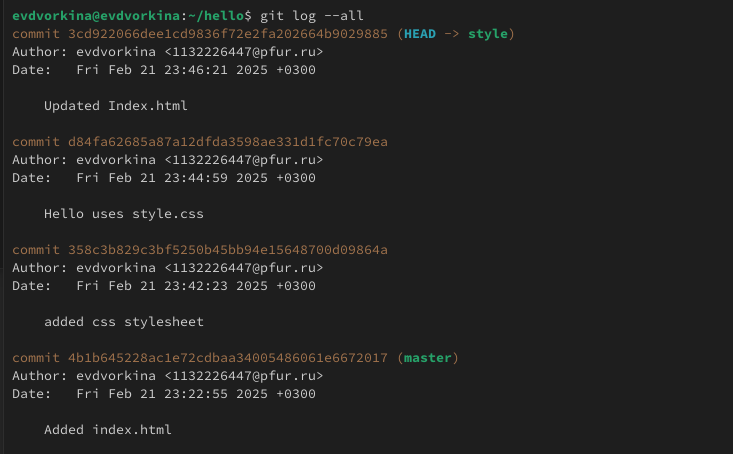 evdvorkina@evdvorkina:~/hello$ git log --all
commit 3cd922066dee1cd9836f72e2fa202664b9029885 (HEAD -> style)
Author: evdvorkina <1132226447@pfur.ru>
Date:   Fri Feb 21 23:46:21 2025 +0300

    Updated Index.html

commit d84fa62685a87a12dfda3598ae331d1fc70c79ea
Author: evdvorkina <1132226447@pfur.ru>
Date:   Fri Feb 21 23:44:59 2025 +0300

    Hello uses style.css

commit 358c3b829c3bf5250b45bb94e15648700d09864a
Author: evdvorkina <1132226447@pfur.ru>
Date:   Fri Feb 21 23:42:23 2025 +0300

    added css stylesheet

commit 4b1b645228ac1e72cdbaa34005486061e6672017 (master)
Author: evdvorkina <1132226447@pfur.ru>
Date:   Fri Feb 21 23:22:55 2025 +0300

    Added index.html